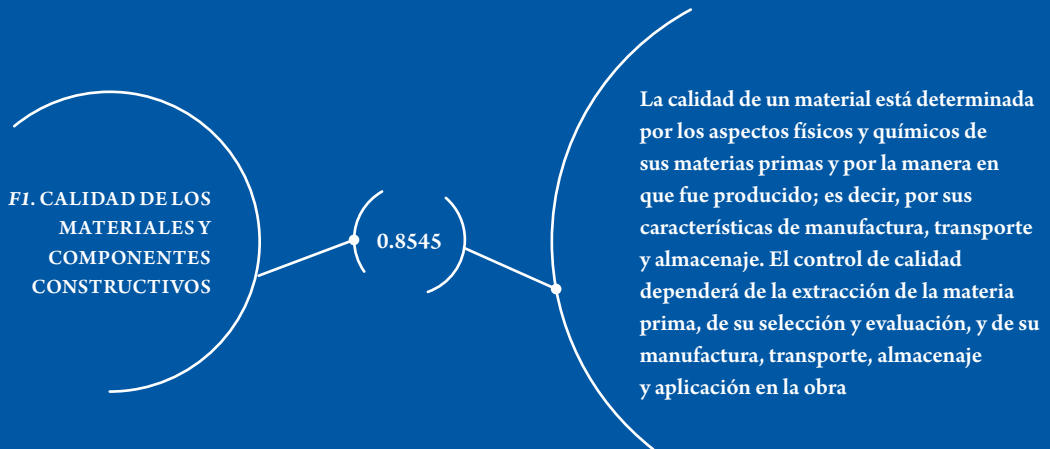 F1. CALIDAD DE LOS
MATERIALES Y
COMPONENTES
CONSTRUCTIVOS
0.8545
La calidad de un material está determinada
por los aspectos físicos y químicos de
sus materias primas y por la manera en
que fue producido; es decir, por sus
características de manufactura, transporte
y almacenaje. El control de calidad
dependerá de la extracción de la materia
prima, de su selección y evaluación, y de su
manufactura, transporte, almacenaje
y aplicación en la obra